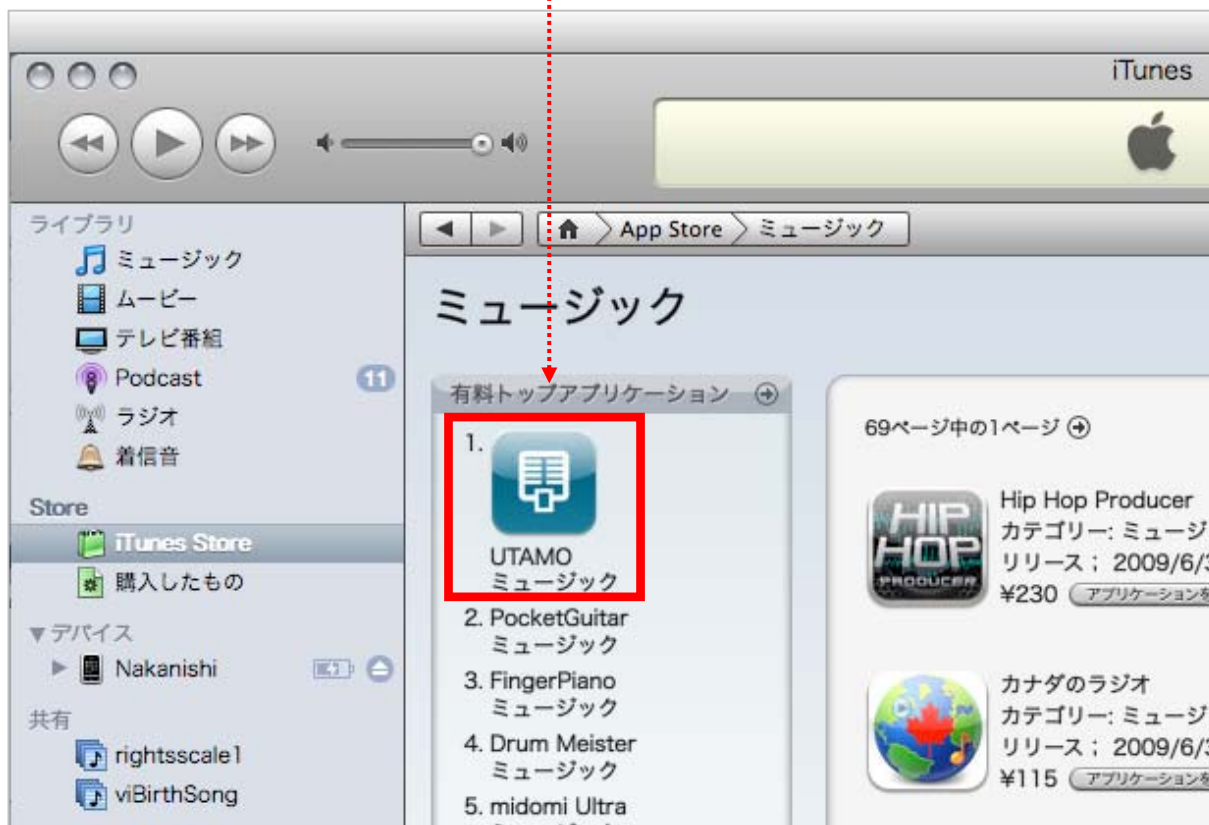 iTunes
ライブラリ
ミュージック
ムービー
テレビ番組
Podcast
11
ラジオ
着信音
Store
iTunes Store
購入したもの
▼デバイス
Nakanishi
共有
rightsscale1
viBirthSong
App Store
ミュージック
ミュージック
有料トップアプリケーション
1.
UTAMO
ミュージック
2. PocketGuitar
ミュージック
3. FingerPiano
ミュージック
4. Drum Meister
ミュージック
5. midomi Ultra
69ページ中の1ページ
HIP
HOP
PRODUCER
Hip Hop Producer
カテゴリー: ミュージ
リリース； 2009/6/3
¥230 アプリケーションを
カナダのラジオ
カテゴリー: ミュージ
リリース； 2009/6/3
¥115 アプリケーションを